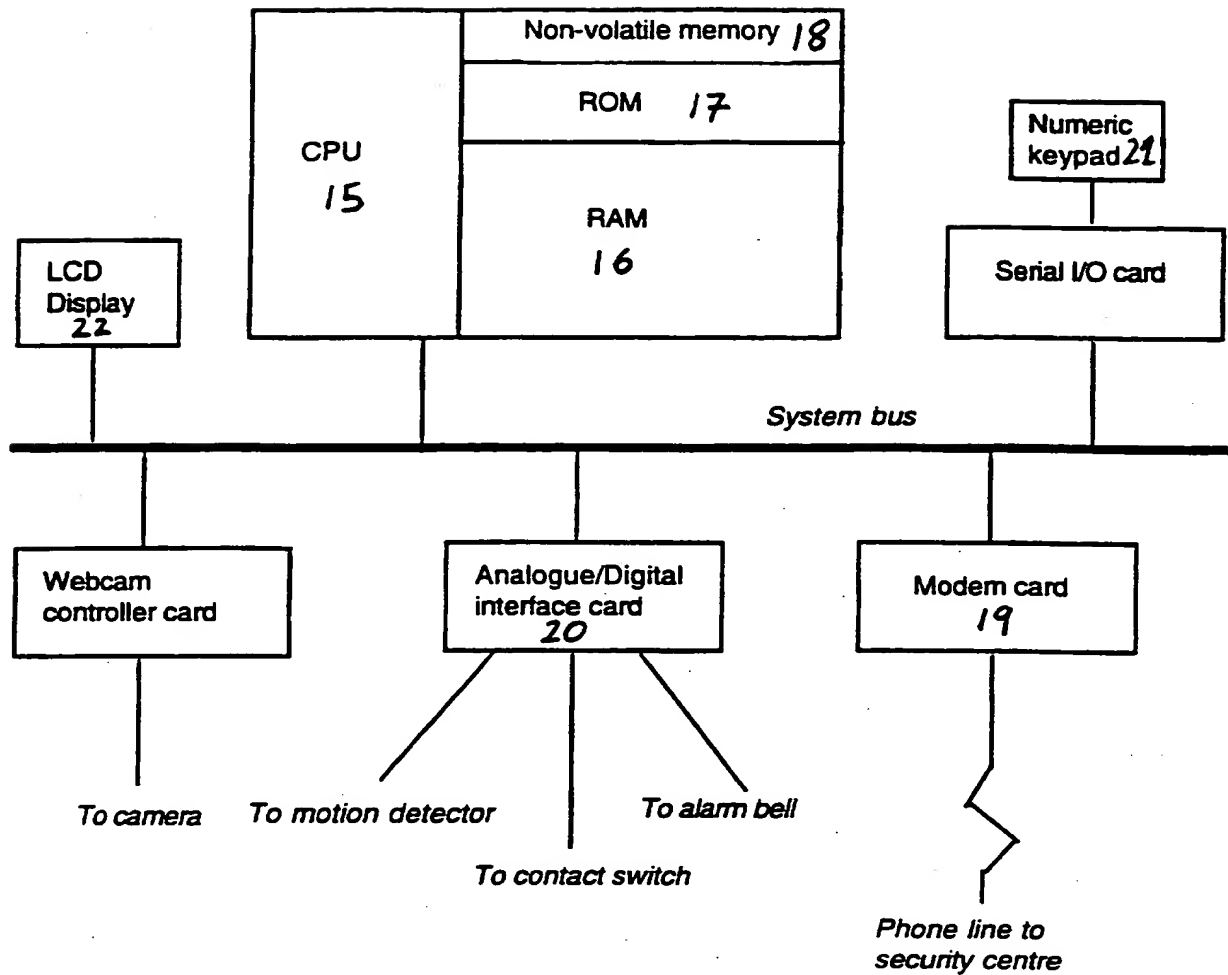 Non-volatile memory 18
ROM 17
CPU
15
RAM
16
Numeric
keypad 21
LCD
Display
22
Serial I/O card
System bus
Webcam
controller card
Analogue/Digital
interface card
20
Modem card
19
To camera
To motion detector
To alarm bell
To contact switch
Phone line to
security centre